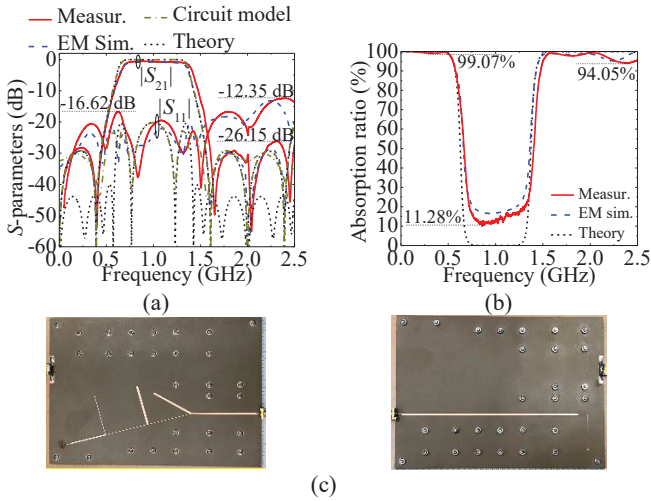 Measur.
Circuit model
EM Sim.
Theory
(a)
0
-10
-20
-30
-40
-50
-60
S-parameters (dB)
|S21|
|S11|
-16.62 dB
-12.35 dB
-26.15dB
0.0 0.5 1.0 1.5 2.0 2.5
Frequency (GHz)
(a)
(b)
100
90
80
70
60
50
40
30
20
10
0
Absorption ratio (%)
99.07%
94.05%
11.28%
Measur.
EM sim.
Theory
0.0 0.5 1.0 1.5 2.0 2.5
Frequency (GHz)
(b)
(c)